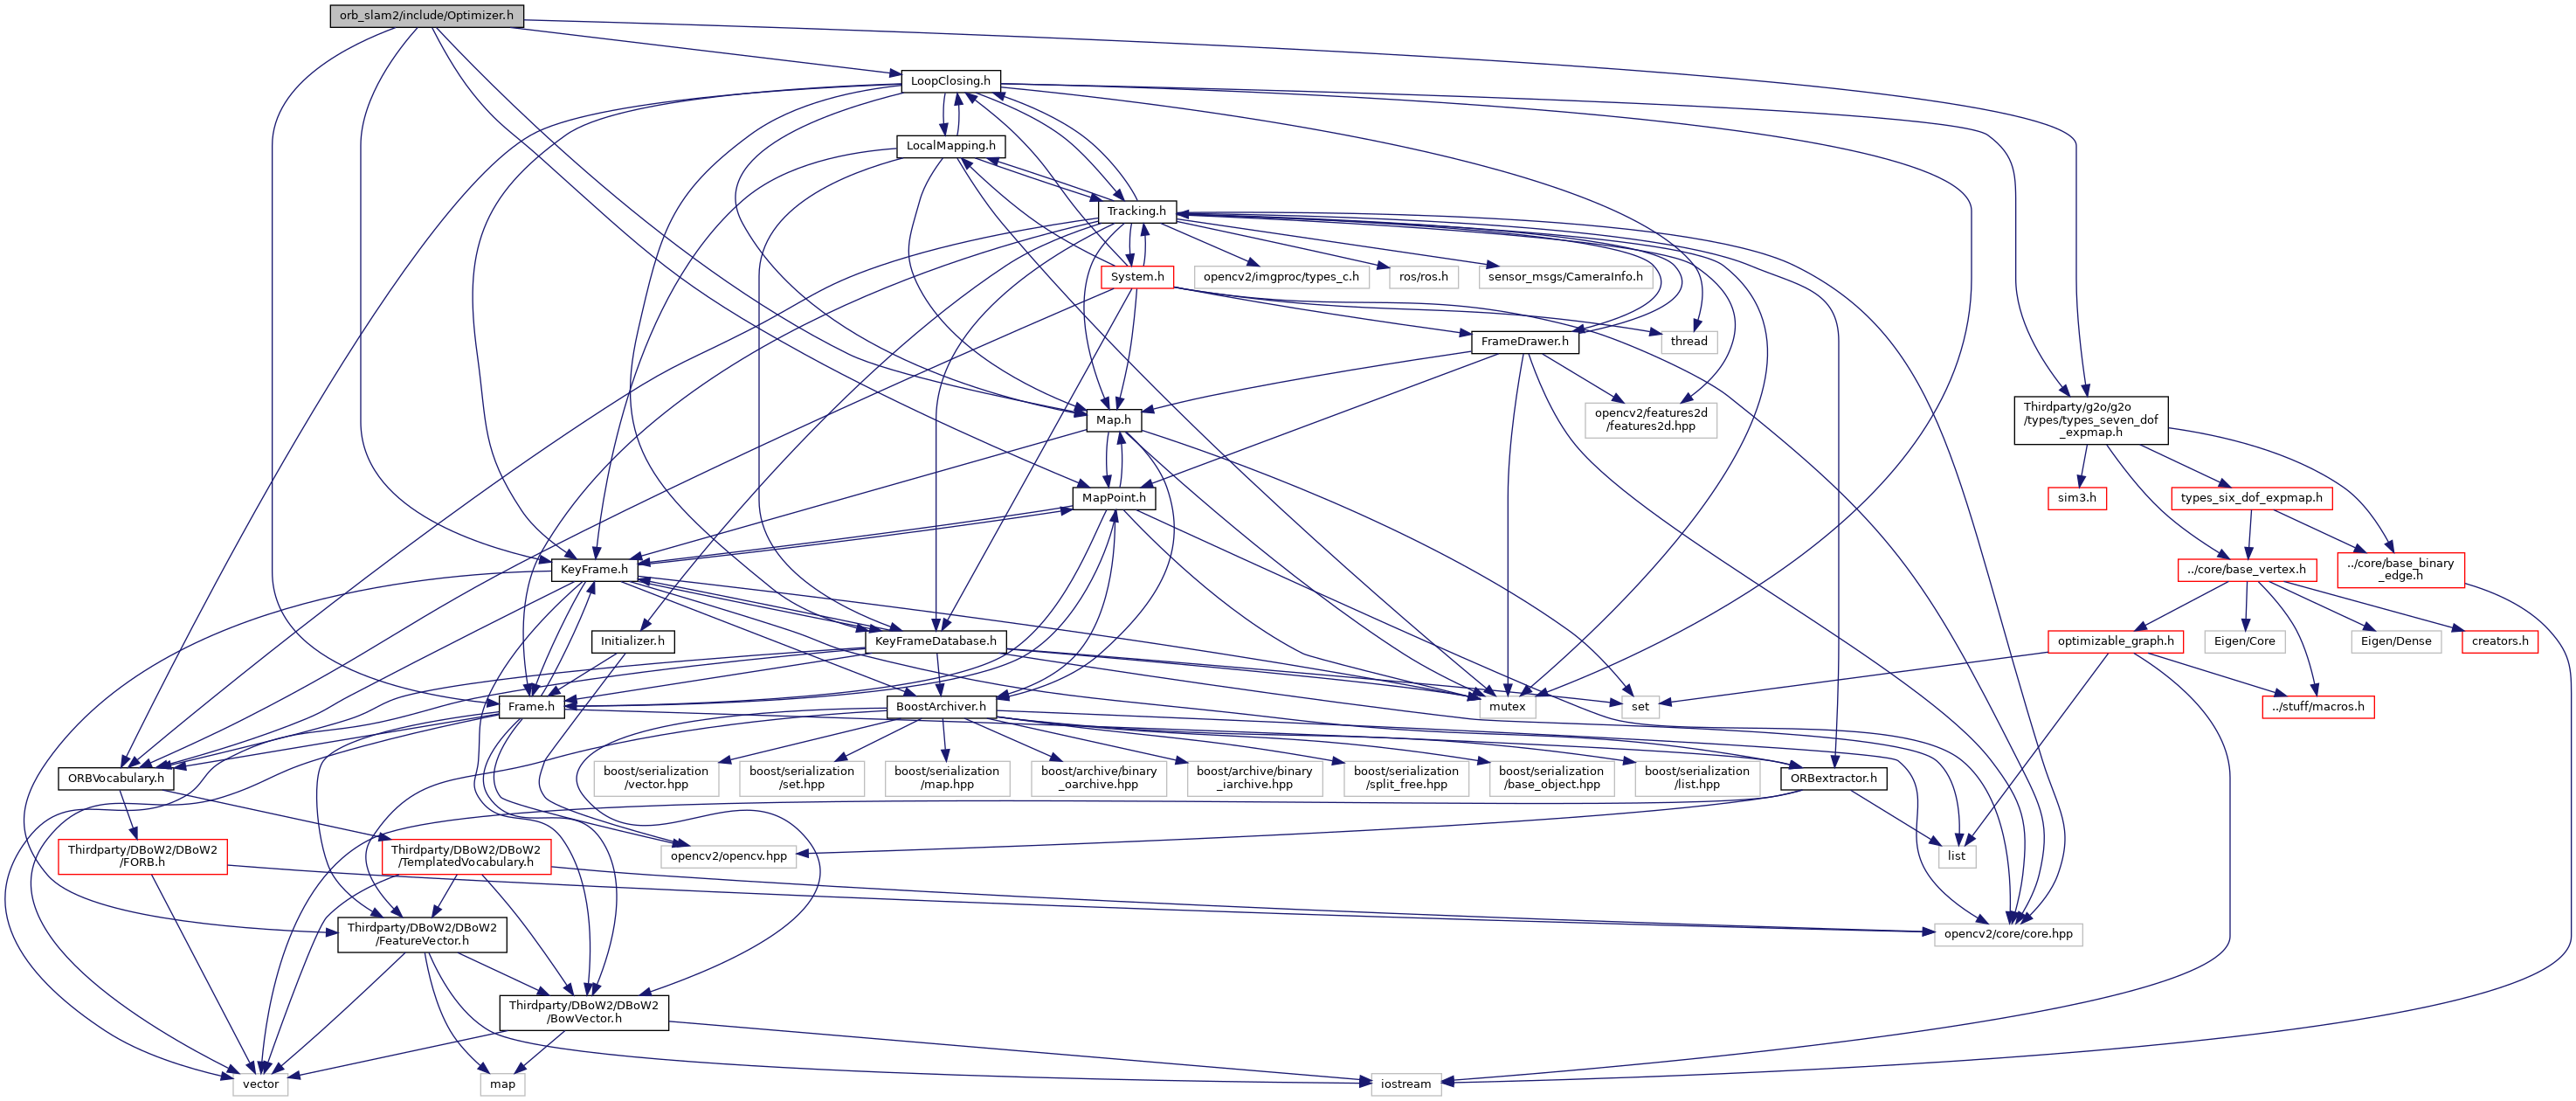 orb_slam2/include/Optimizer.h
LoopClosing.h
LocalMapping.h
Tracking.h
System.h
opencv2/imgproc/types_c.h
ros/ros.h
sensor_msgs/CameraInfo.h
FrameDrawer.h
thread
opencv2/features2d
/features2d.hpp
Map.h
Thirdparty/g2o/g2o
/types/types_seven_dof
_expmap.h
MapPoint.h
sim3.h
types_six_dof_expmap.h
KeyFrame.h
../core/base_vertex.h
../core/base_binary
_edge.h
Initializer.h
KeyFrameDatabase.h
optimizable_graph.h
Eigen/Core
Eigen/Dense
creators.h
Frame.h
BoostArchiver.h
mutex
set
../stuff/macros.h
ORBVocabulary.h
boost/serialization
/vector.hpp
boost/serialization
/set.hpp
boost/serialization
/map.hpp
boost/archive/binary
_oarchive.hpp
boost/archive/binary
_iarchive.hpp
boost/serialization
/split_free.hpp
boost/serialization
/base_object.hpp
boost/serialization
/list.hpp
ORBextractor.h
Thirdparty/DBoW2/DBoW2
/FORB.h
Thirdparty/DBoW2/DBoW2
/TemplatedVocabulary.h
opencv2/opencv.hpp
list
Thirdparty/DBoW2/DBoW2
/FeatureVector.h
opencv2/core/core.hpp
Thirdparty/DBoW2/DBoW2
/BowVector.h
vector
map
iostream